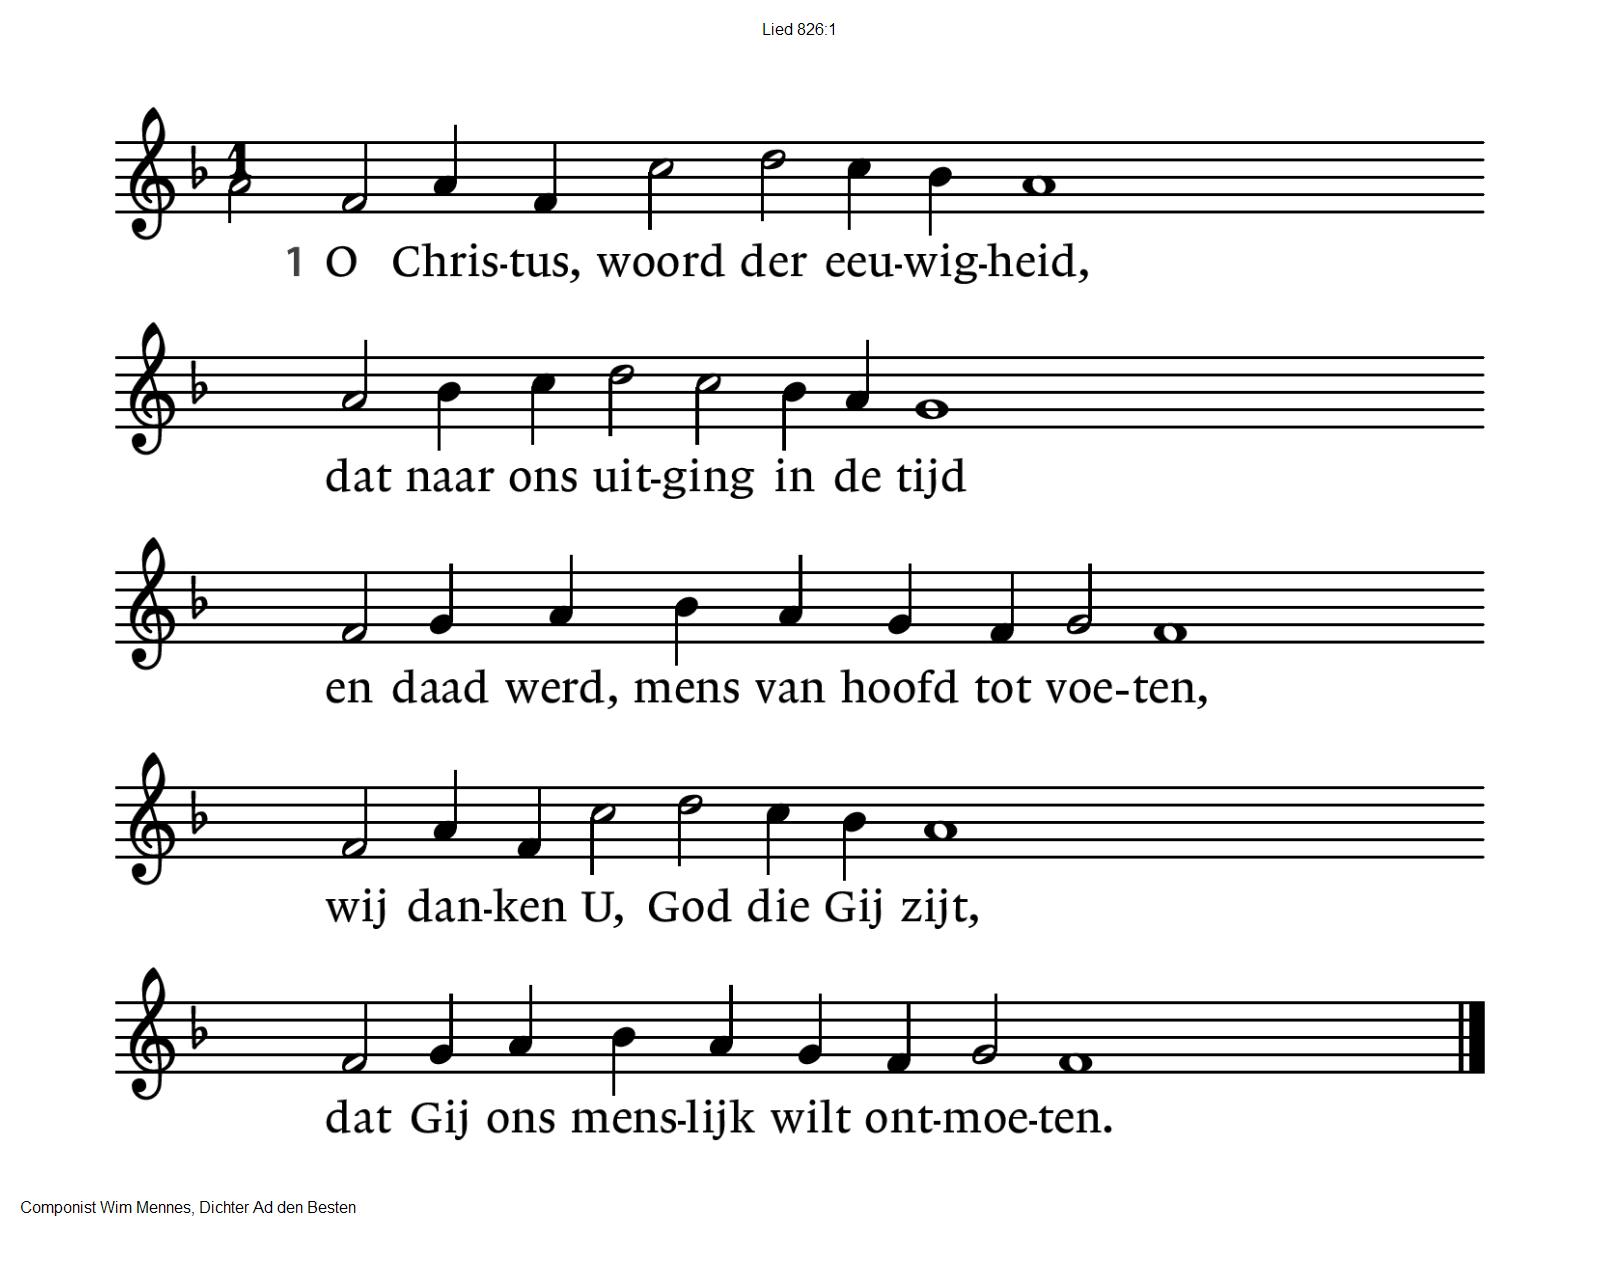 Lied 826:1
1
1 O Chris-tus, woord der eeu-wig-heid,
dat naar ons uit-ging in de tijd
en daad werd, mens van hoofd tot voe-ten,
wij dan-ken U, God die Gij zijt,
dat Gij ons mens-lijk wilt ont-moe-ten.
Componist Wim Mennes, Dichter Ad den Besten